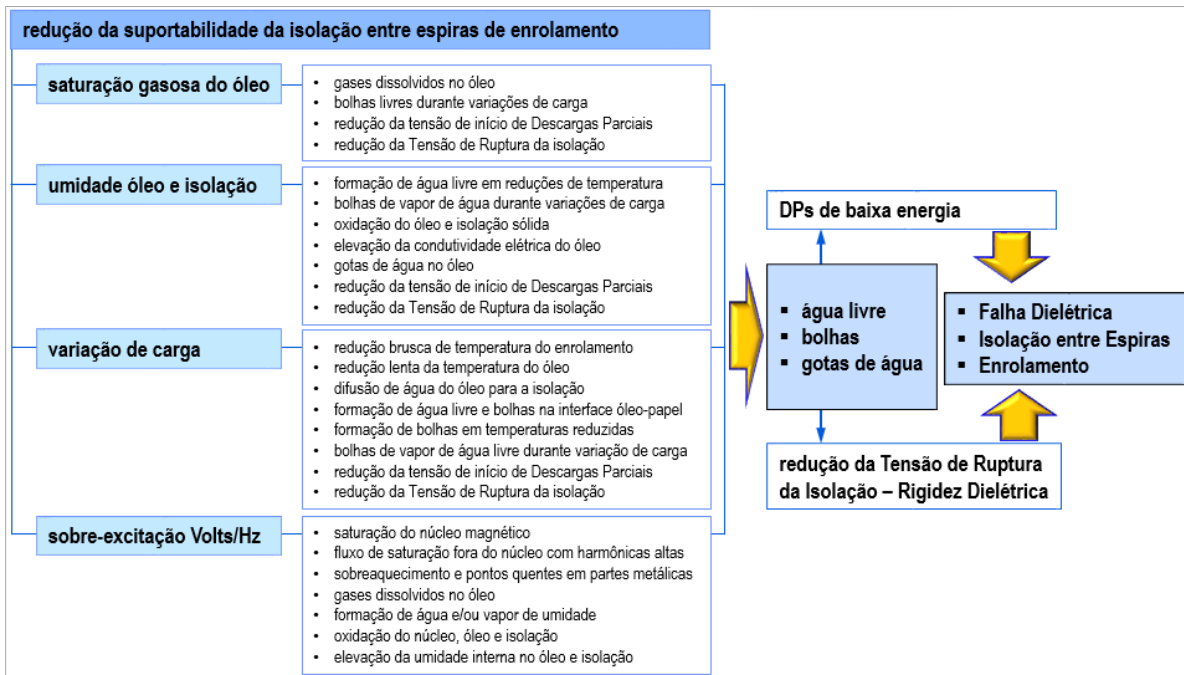 redução da suportabilidade da isolação entre espiras de enrolamento
saturação gasosa do óleo
• gases dissolvidos no óleo
• bolhas livres durante variações de carga
• redução da tensão de início de Descargas Parciais
• redução da Tensão de Ruptura da isolação
umidade óleo e isolação
• formação de água livre em reduções de temperatura
• bolhas de vapor de água durante variações de carga
• oxidação do óleo e isolação sólida
• elevação da condutividade elétrica do óleo
• gotas de água no óleo
• redução da tensão de início de Descargas Parciais
• redução da Tensão de Ruptura da isolação
variação de carga
• redução brusca de temperatura do enrolamento
• redução lenta da temperatura do óleo
• difusão de água do óleo para a isolação
• formação de água livre e bolhas na interface óleo-papel
• formação de bolhas em temperaturas reduzidas
• bolhas de vapor de água livre durante variação de carga
• redução da tensão de início de Descargas Parciais
• redução da Tensão de Ruptura da isolação
sobre-excitação Volts/Hz
• saturação do núcleo magnético
• fluxo de saturação fora do núcleo com harmônicas altas
• sobreaquecimento e pontos quentes em partes metálicas
• gases dissolvidos no óleo
• formação de água e/ou vapor de umidade
• oxidação do núcleo, óleo e isolação
• elevação da umidade interna no óleo e isolação
DPs de baixa energia
▪ água livre
▪ bolhas
▪ gotas de água
▪ Falha Dielétrica
▪ Isolação entre Espiras
▪ Enrolamento
redução da Tensão de Ruptura
da Isolação – Rigidez Dielétrica